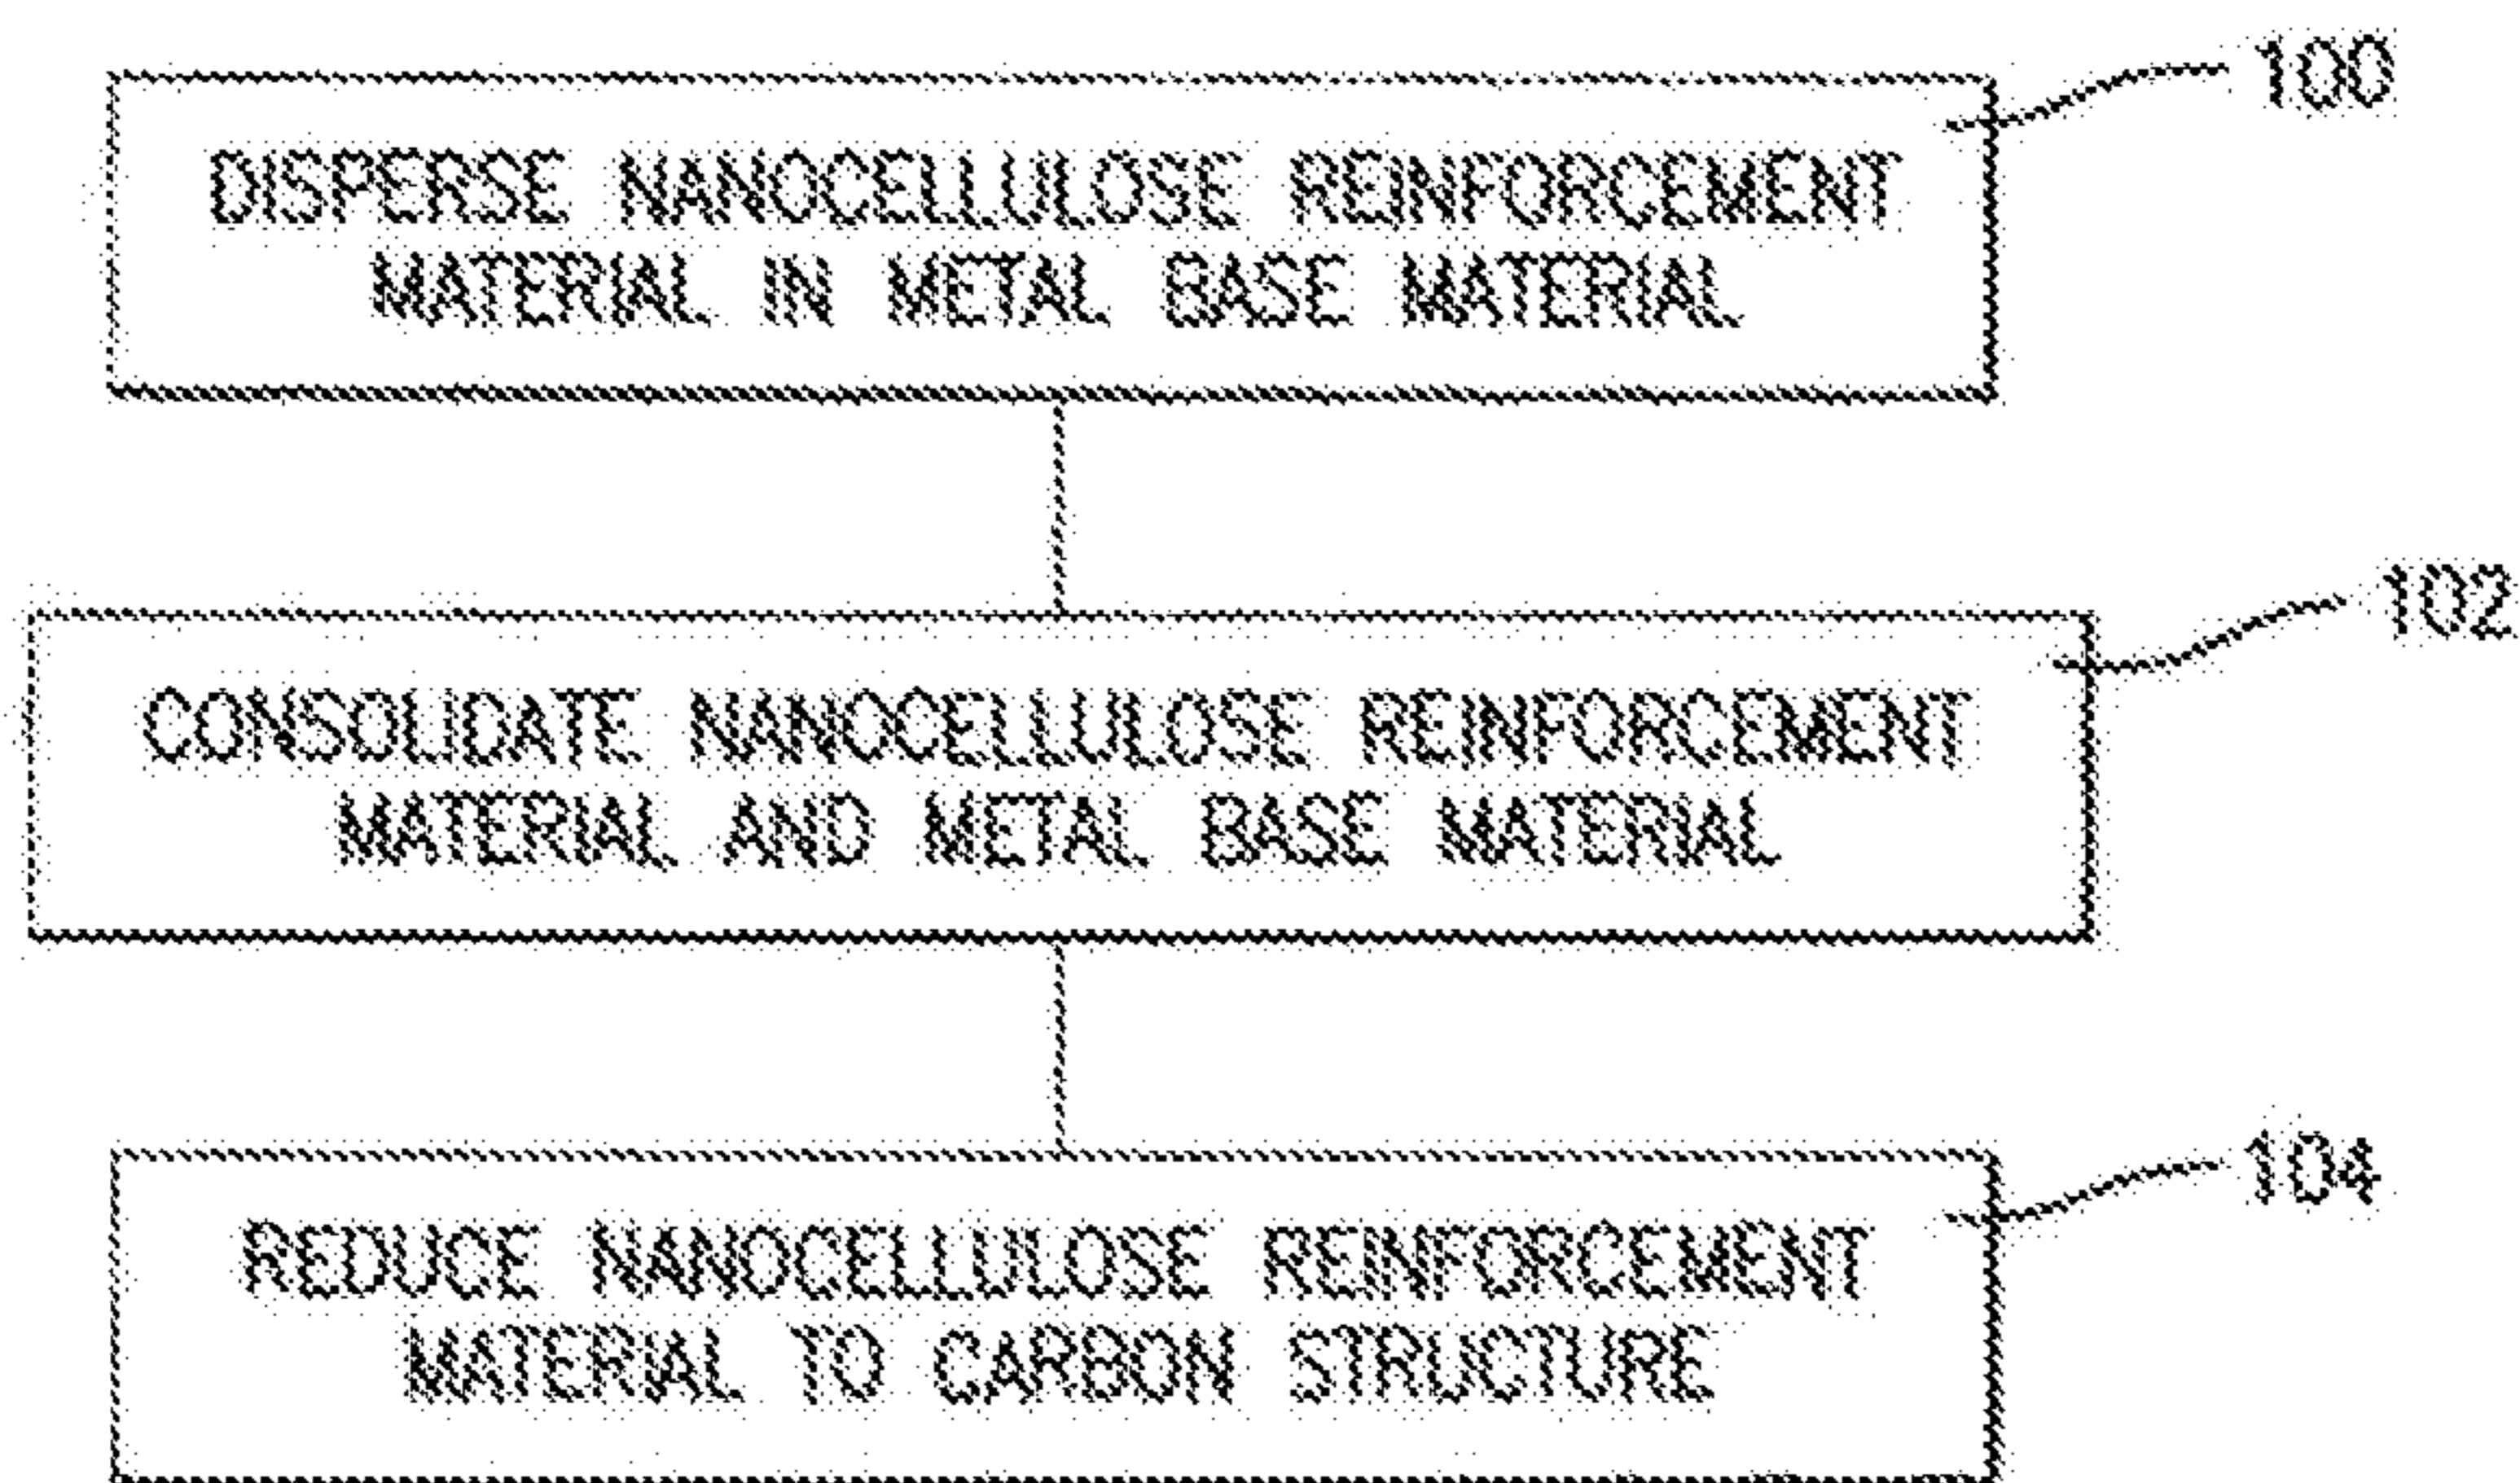 100
DISPERSE NANOCELLULOSE REINFORCEMENT
MATERIAL IN METAL BASE MATERIAL
102
CONSOLIDATE NANOCELLULOSE REINFORCEMENT
MATERIAL AND METAL BASE MATERIAL
104
REDUCE NANOCELLULOSE REINFORCEMENT
MATERIAL TO CARBON STRUCTURE